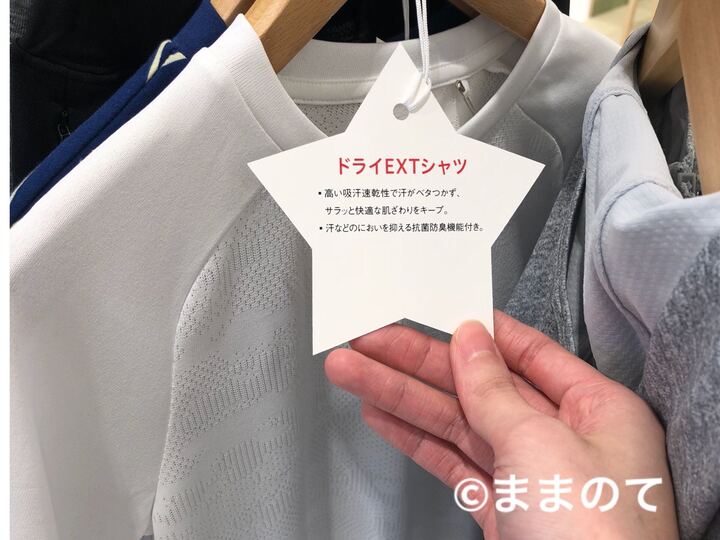 ドライEXTシャツ
▪高い吸汗速乾性で汗がベタつかず、
サラッと快適な肌ざわりをキープ。
▪汗などのにおいを抑える抗菌防臭機能付き。
©ままのて